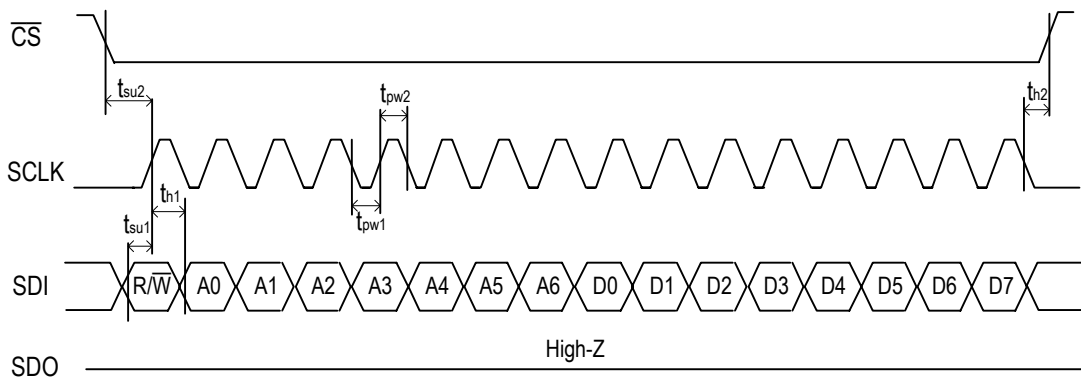 CS
tsu2
tpw2
th2
SCLK
th1
tpw1
tsu1
SDI
R/W A0 A1 A2 A3 A4 A5 A6 D0 D1 D2 D3 D4 D5 D6 D7
High-Z
SDO